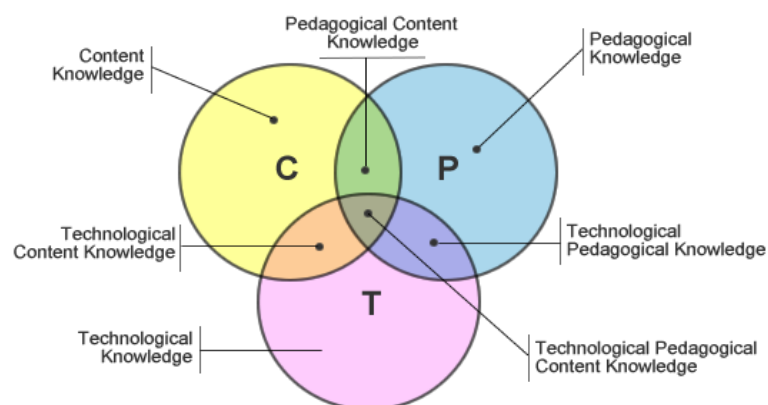 Pedagogical Content
Knowledge
Content
Knowledge
Pedagogical
Knowledge
C
P
Technological
Content Knowledge
Technological
Pedagogical Knowledge
T
Technological
Knowledge
Technological Pedagogical
Content Knowledge